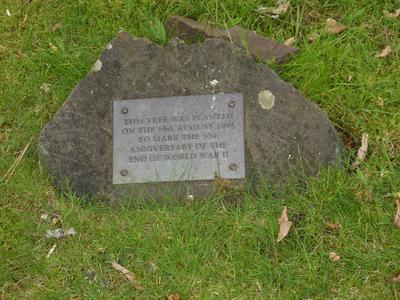 THIS TREE WAS PLANTED
ON THE 19th AUGUST 1995
TO MARK THE 50th
ANNIVERSARY OF THE
END OF WORLD WAR II